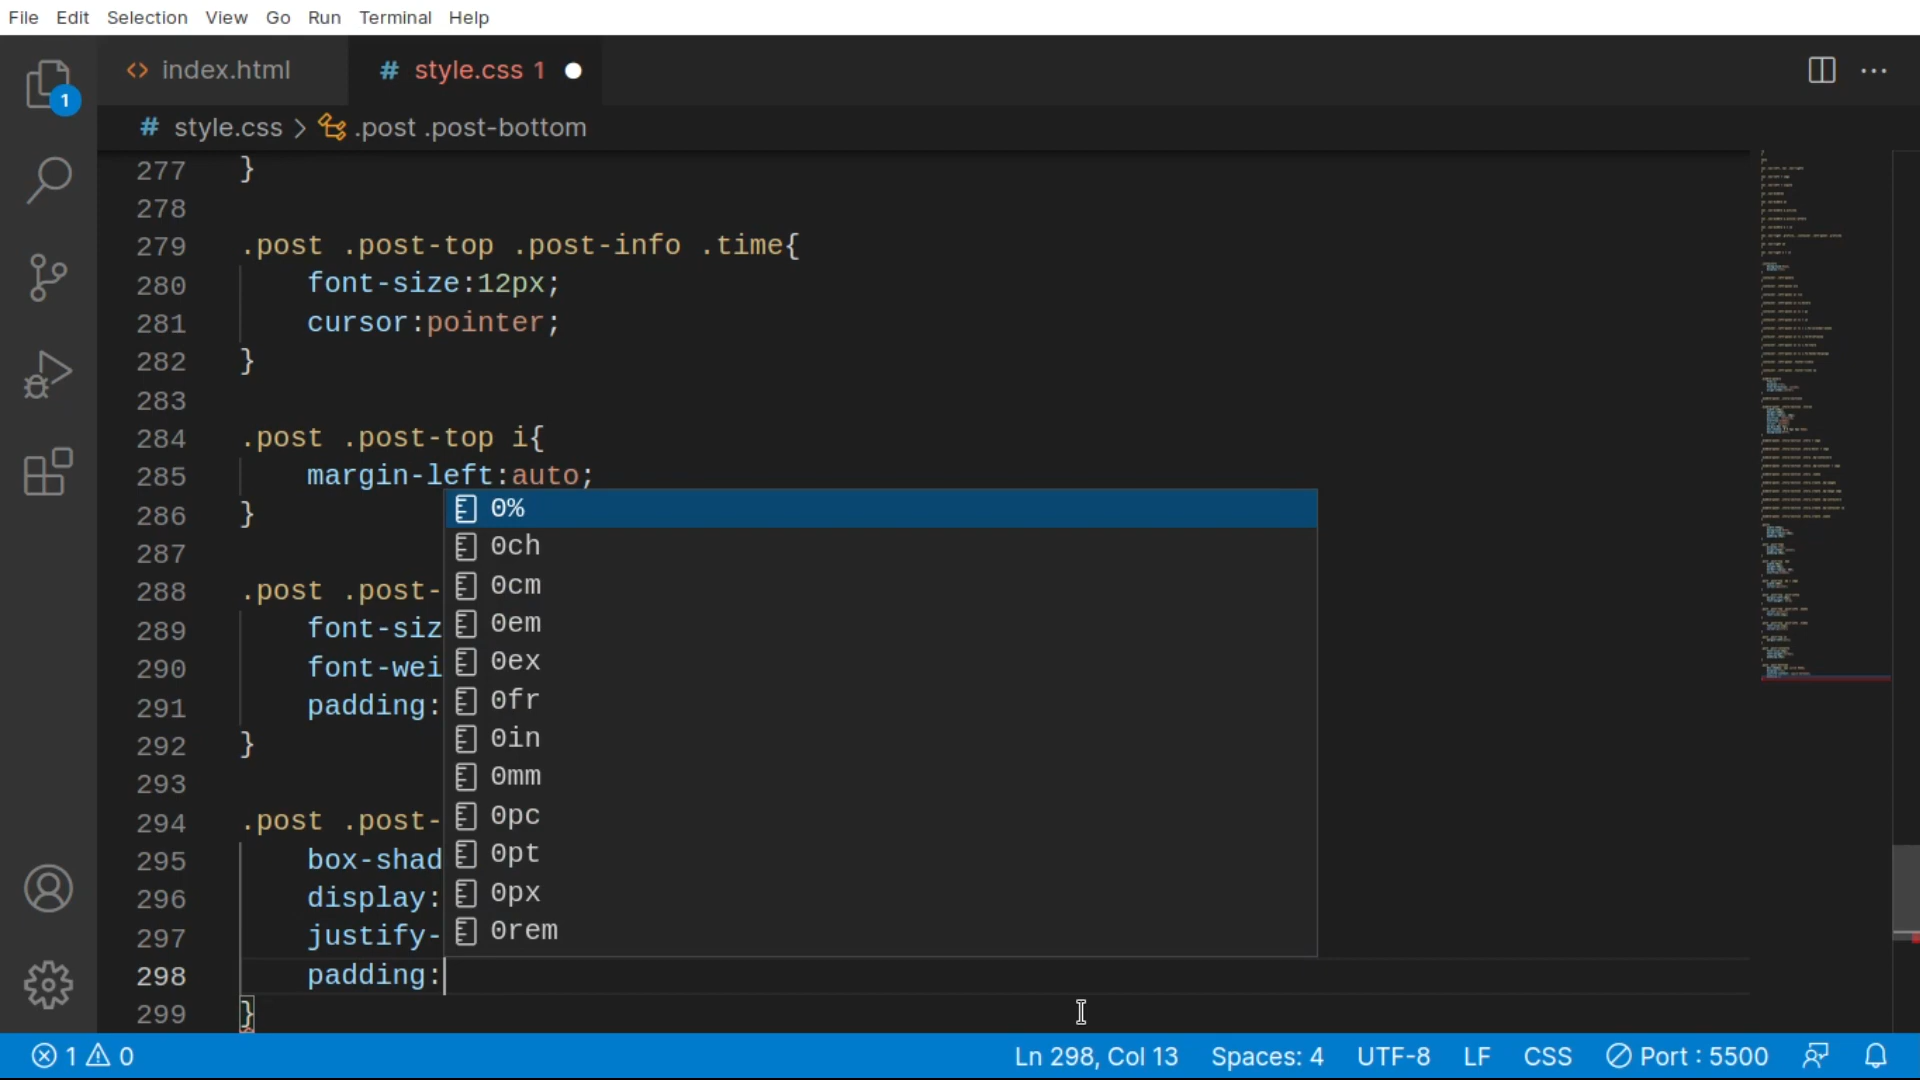 File Edit Selection View Go Run Terminal Help
<> index.html # style.css 1
# style.css > .post .post-bottom
277 }
278
279 .post .post-top .post-info .time{
280 font-size:12px;
281 cursor:pointer;
282 }
283
284 .post .post-top i{
285 margin-left:auto;
286 }
287
288 .post .post-
289 font-siz
290 font-wei
291 padding:
292 }
293
294 .post .post-
295 box-shad
296 display:
297 justify-
298 padding:
299 }
0%
0ch
0cm
0em
0ex
0fr
0in
0mm
0pc
0pt
0px
0rem
1
1 0 Ln 298, Col 13 Spaces: 4 UTF-8 LF CSS Port : 5500